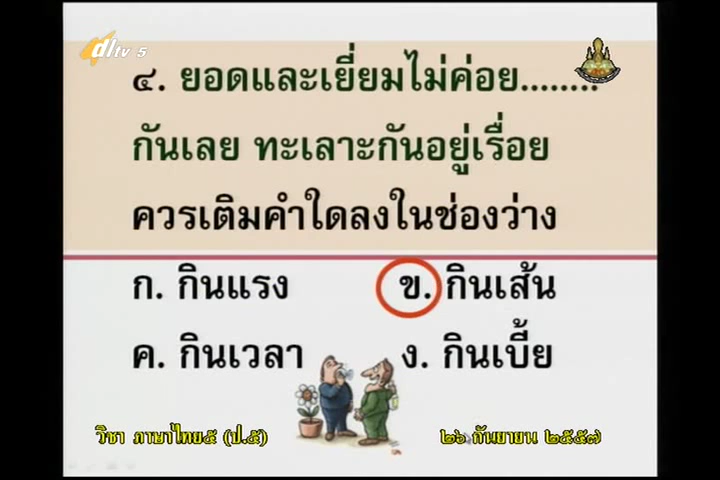 dltv 5
๔. ยอดและเยี่ยมไม่ค่อย........
กันเลย ทะเลาะกันอยู่เรื่อย
ควรเติมคำใดลงในช่องว่าง
ก. กินแรง ข. กินเส้น
ค. กินเวลา ง. กินเบี้ย
วิชา ภาษาไทย๕ (ป.๕) ๒๖ กันยายน ๒๕๕๗